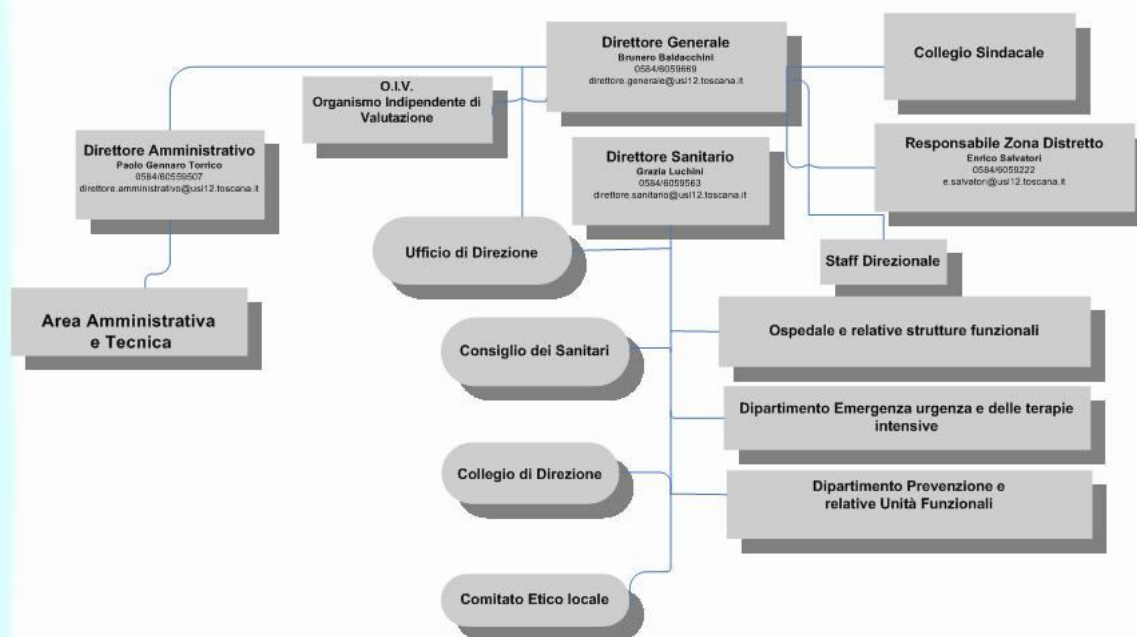 Direttore Generale
Brunero Baldacchini
0584/6059669
direttore.generale@usl12.toscana.it
Collegio Sindacale
O.I.V.
Organismo Indipendente di
Valutazione
Direttore Amministrativo
Paolo Gennaro Torrico
0584/60559507
direttore.amministrativo@usl12.toscana.it
Direttore Sanitario
Grazia Luchini
0584/6059563
direttore.sanitario@usl12.toscana.it
Responsabile Zona Distretto
Enrico Salvatori
0584/6059222
e.salvatori@usl12.toscana.it
Ufficio di Direzione
Staff Direzionale
Area Amministrativa
e Tecnica
Ospedale e relative strutture funzionali
Consiglio dei Sanitari
Dipartimento Emergenza urgenza e delle terapie
intensive
Collegio di Direzione
Dipartimento Prevenzione e
relative Unità Funzionali
Comitato Etico locale